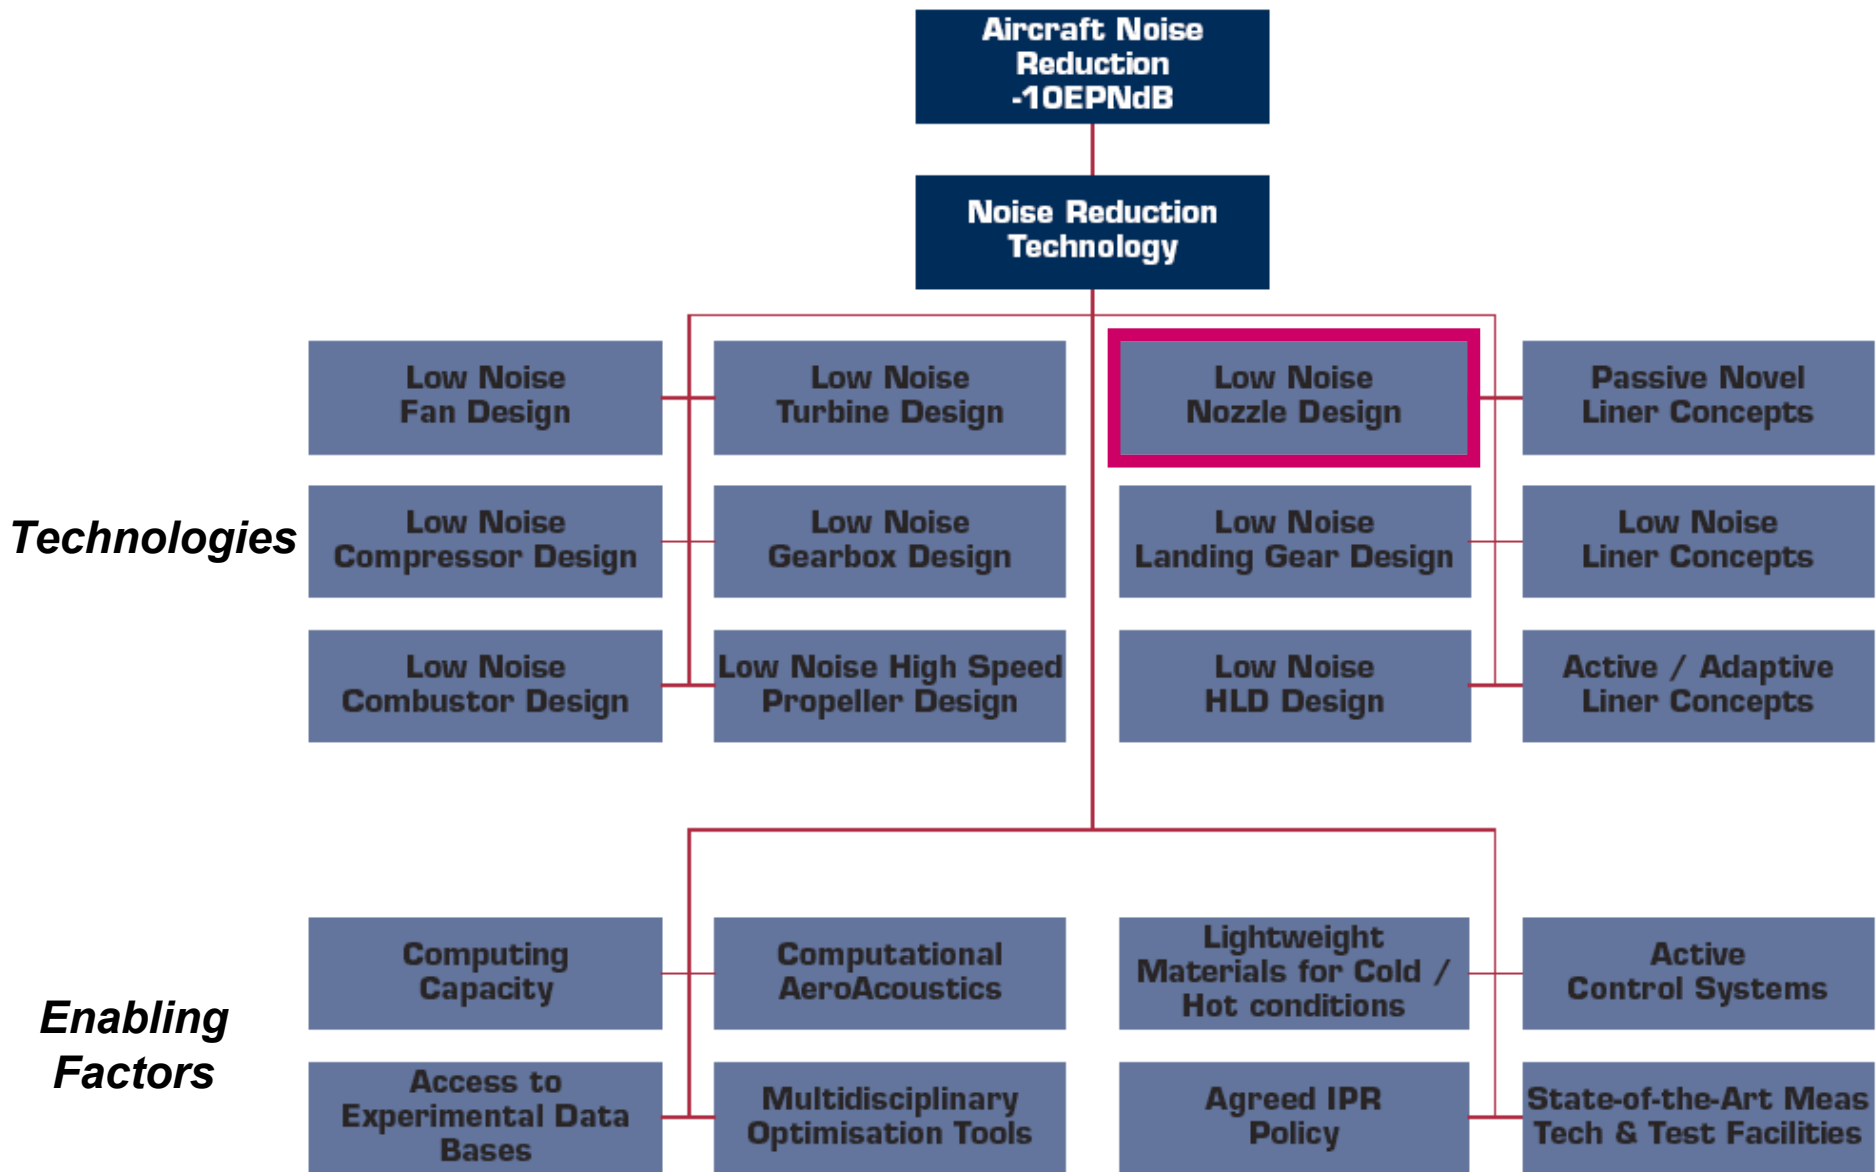 Aircraft Noise
Reduction
-10EPNdB
Noise Reduction
Technology
Technologies
Low Noise
Fan Design
Low Noise
Turbine Design
Low Noise
Nozzle Design
Passive Novel
Liner Concepts
Low Noise
Compressor Design
Low Noise
Gearbox Design
Low Noise
Landing Gear Design
Low Noise
Liner Concepts
Low Noise
Combustor Design
Low Noise High Speed
Propeller Design
Low Noise
HLD Design
Active / Adaptive
Liner Concepts
Enabling
Factors
Computing
Capacity
Computational
AeroAcoustics
Lightweight
Materials for Cold /
Hot conditions
Active
Control Systems
Access to
Experimental Data
Bases
Multidisciplinary
Optimisation Tools
Agreed IPR
Policy
State-of-the-Art Meas
Tech & Test Facilities